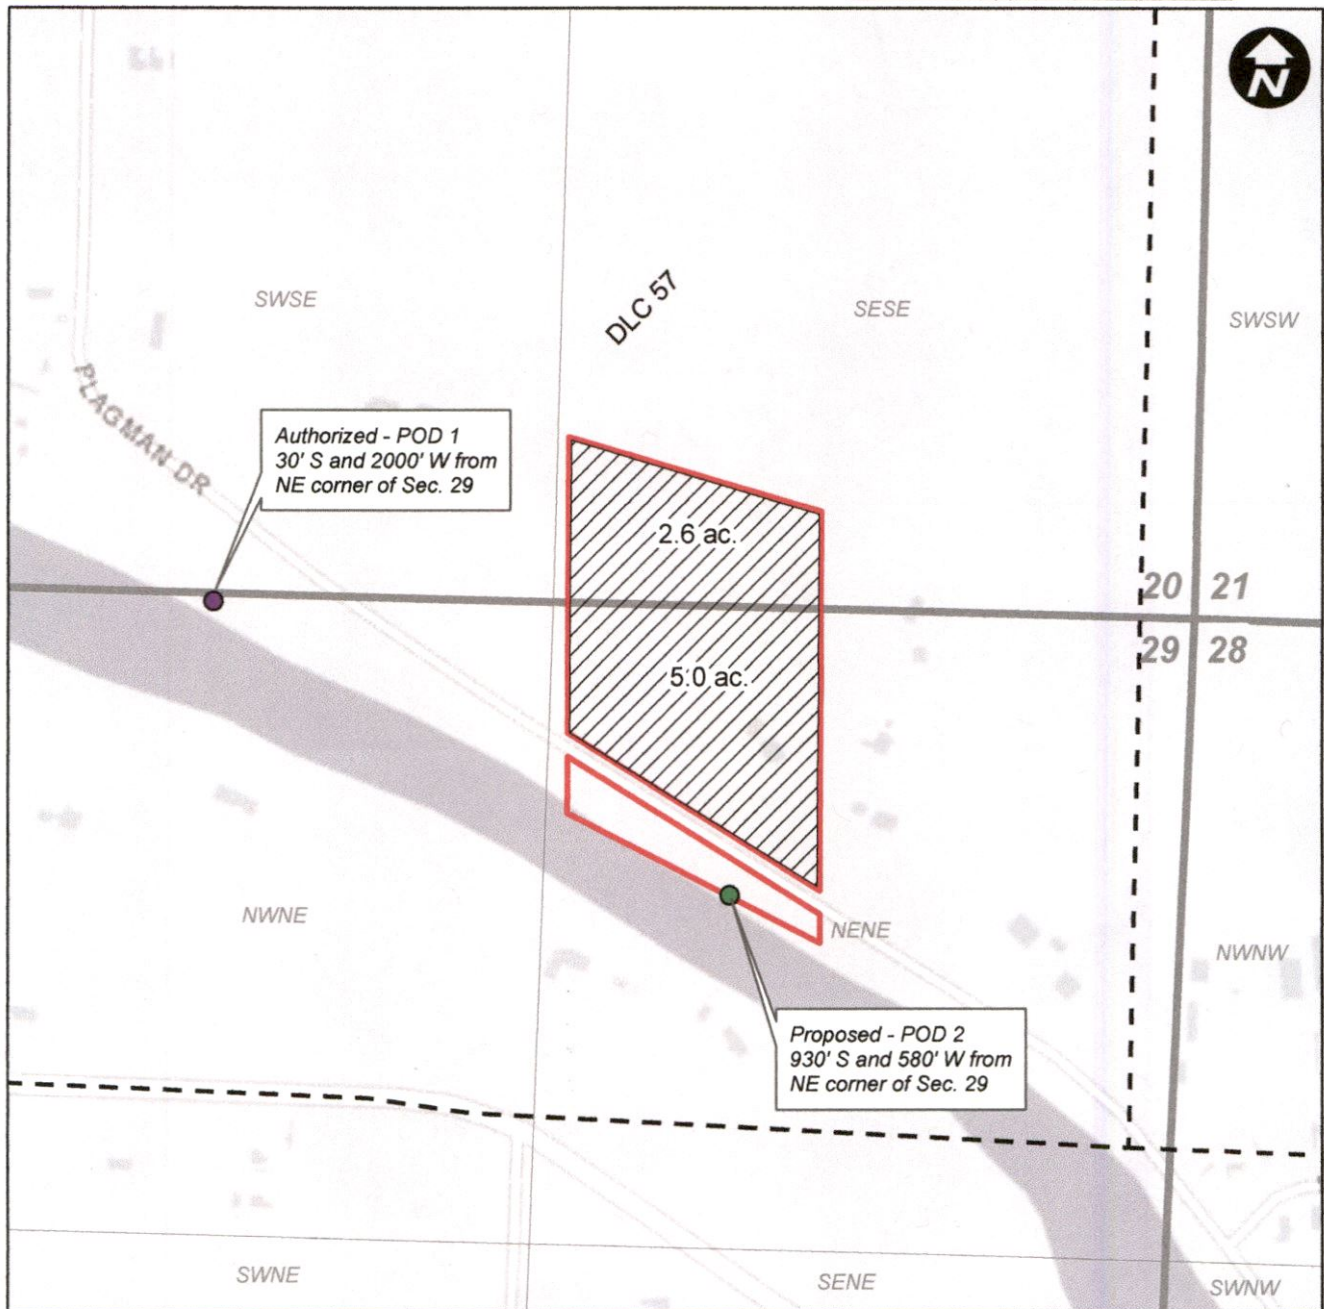 N
SWSE
DLC 57
SESE
SWSW
PLAGMAN DR
Authorized - POD 1
30' S and 2000' W from
NE corner of Sec. 29
2.6 ac.
20 21
29 28
5.0 ac.
NWNE
NENE
NWNW
Proposed - POD 2
930' S and 580' W from
NE corner of Sec. 29
SWNE
SENE
SWNW